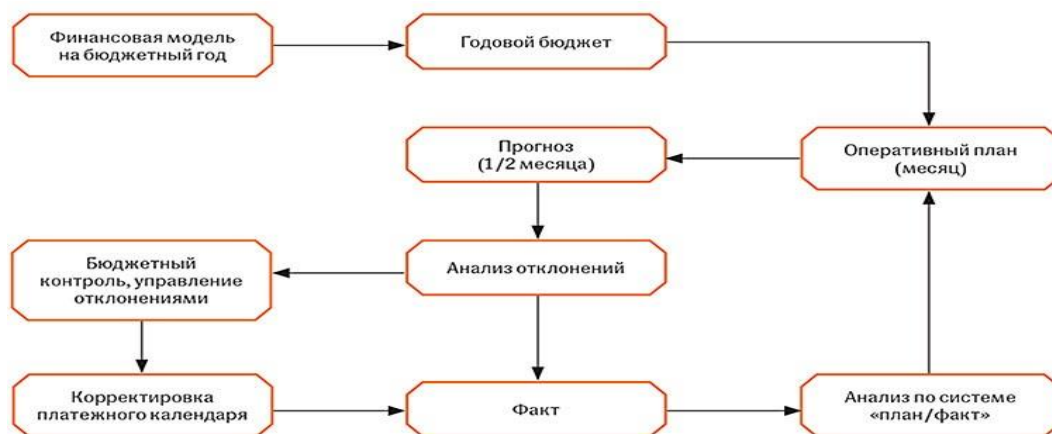 Финансовая модель
на бюджетный год
Годовой бюджет
Прогноз
(1/2 месяца)
Оперативный план
(месяц)
Бюджетный
контроль, управление
отклонениями
Анализ отклонений
Корректировка
платежного календаря
Факт
Анализ по системе
«план/факт»